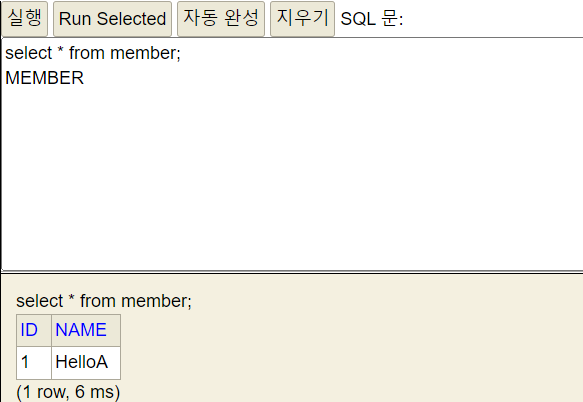 실행 Run Selected 자동 완성 지우기 SQL 문:
select * from member;
MEMBER
select * from member;
ID NAME
1 HelloA
(1 row, 6 ms)